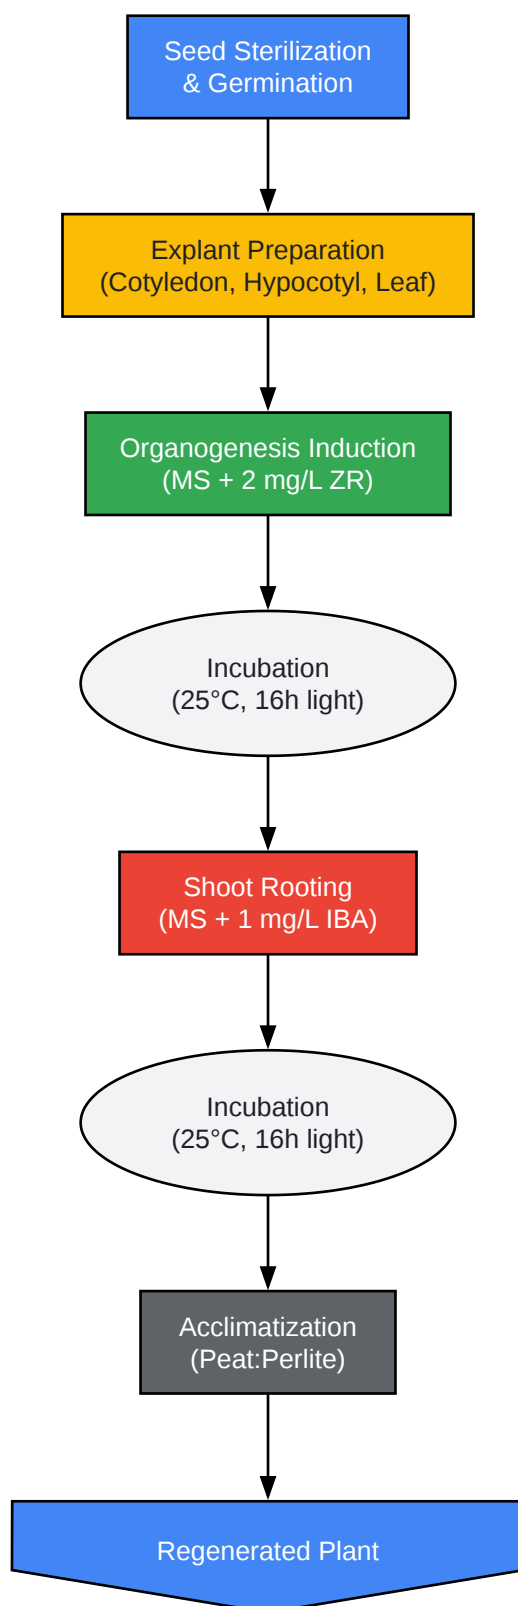 Seed Sterilization
& Germination
Explant Preparation
(Cotyledon, Hypocotyl, Leaf)
Organogenesis Induction
(MS + 2 mg/L ZR)
Incubation
(25°C, 16h light)
Shoot Rooting
(MS + 1 mg/L IBA)
Incubation
(25°C, 16h light)
Acclimatization
(Peat:Perlite)
Regenerated Plant